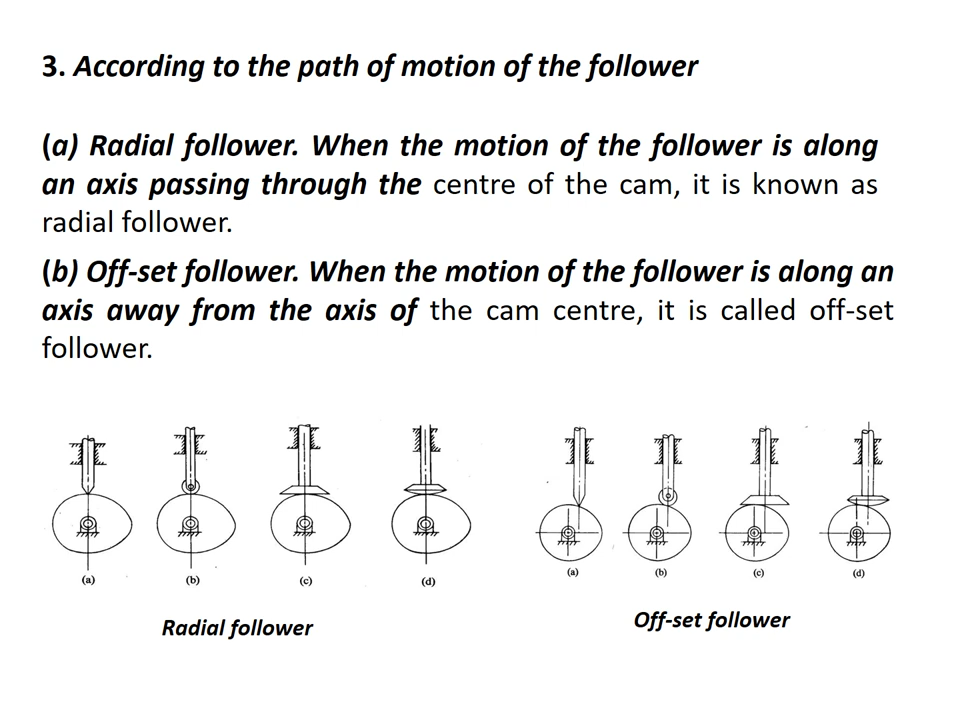 3. According to the path of motion of the follower
(a) Radial follower. When the motion of the follower is along
an axis passing through the centre of the cam, it is known as
radial follower.
(b) Off-set follower. When the motion of the follower is along an
axis away from the axis of the cam centre, it is called off-set
follower.
(a) (b) (c) (d)
Radial follower
(a) (b) (c) (d)
Off-set follower